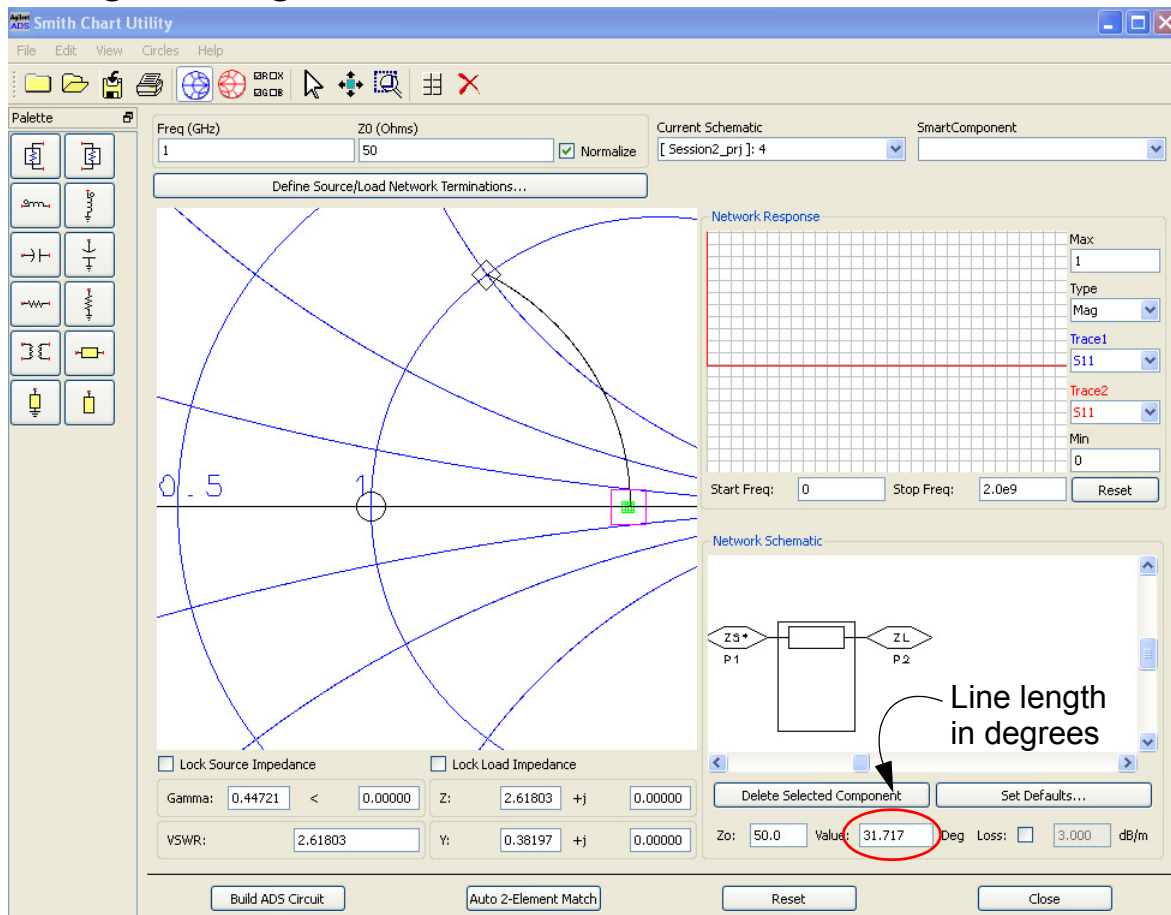 Agilent ADS Smith Chart Utility
File Edit View Circles Help
Palette
Freq (GHz) Z0 (Ohms)
1 50 Normalize
Current Schematic SmartComponent
[ Session2_prj ]: 4
Define Source/Load Network Terminations...
Network Response
Max
1
Type
Mag
Trace1
S11
Trace2
S11
Min
0
Start Freq: 0 Stop Freq: 2.0e9 Reset
0.5 1
Network Schematic
ZS* ZL
P1 P2
Line length
in degrees
Lock Source Impedance Lock Load Impedance
Gamma: 0.44721 < 0.00000 Z: 2.61803 +j 0.00000
VSWR: 2.61803 Y: 0.38197 +j 0.00000
Delete Selected Component Set Defaults...
Zo: 50.0 Value: 31.717 Deg Loss: 3.000 dB/m
Build ADS Circuit Auto 2-Element Match Reset Close